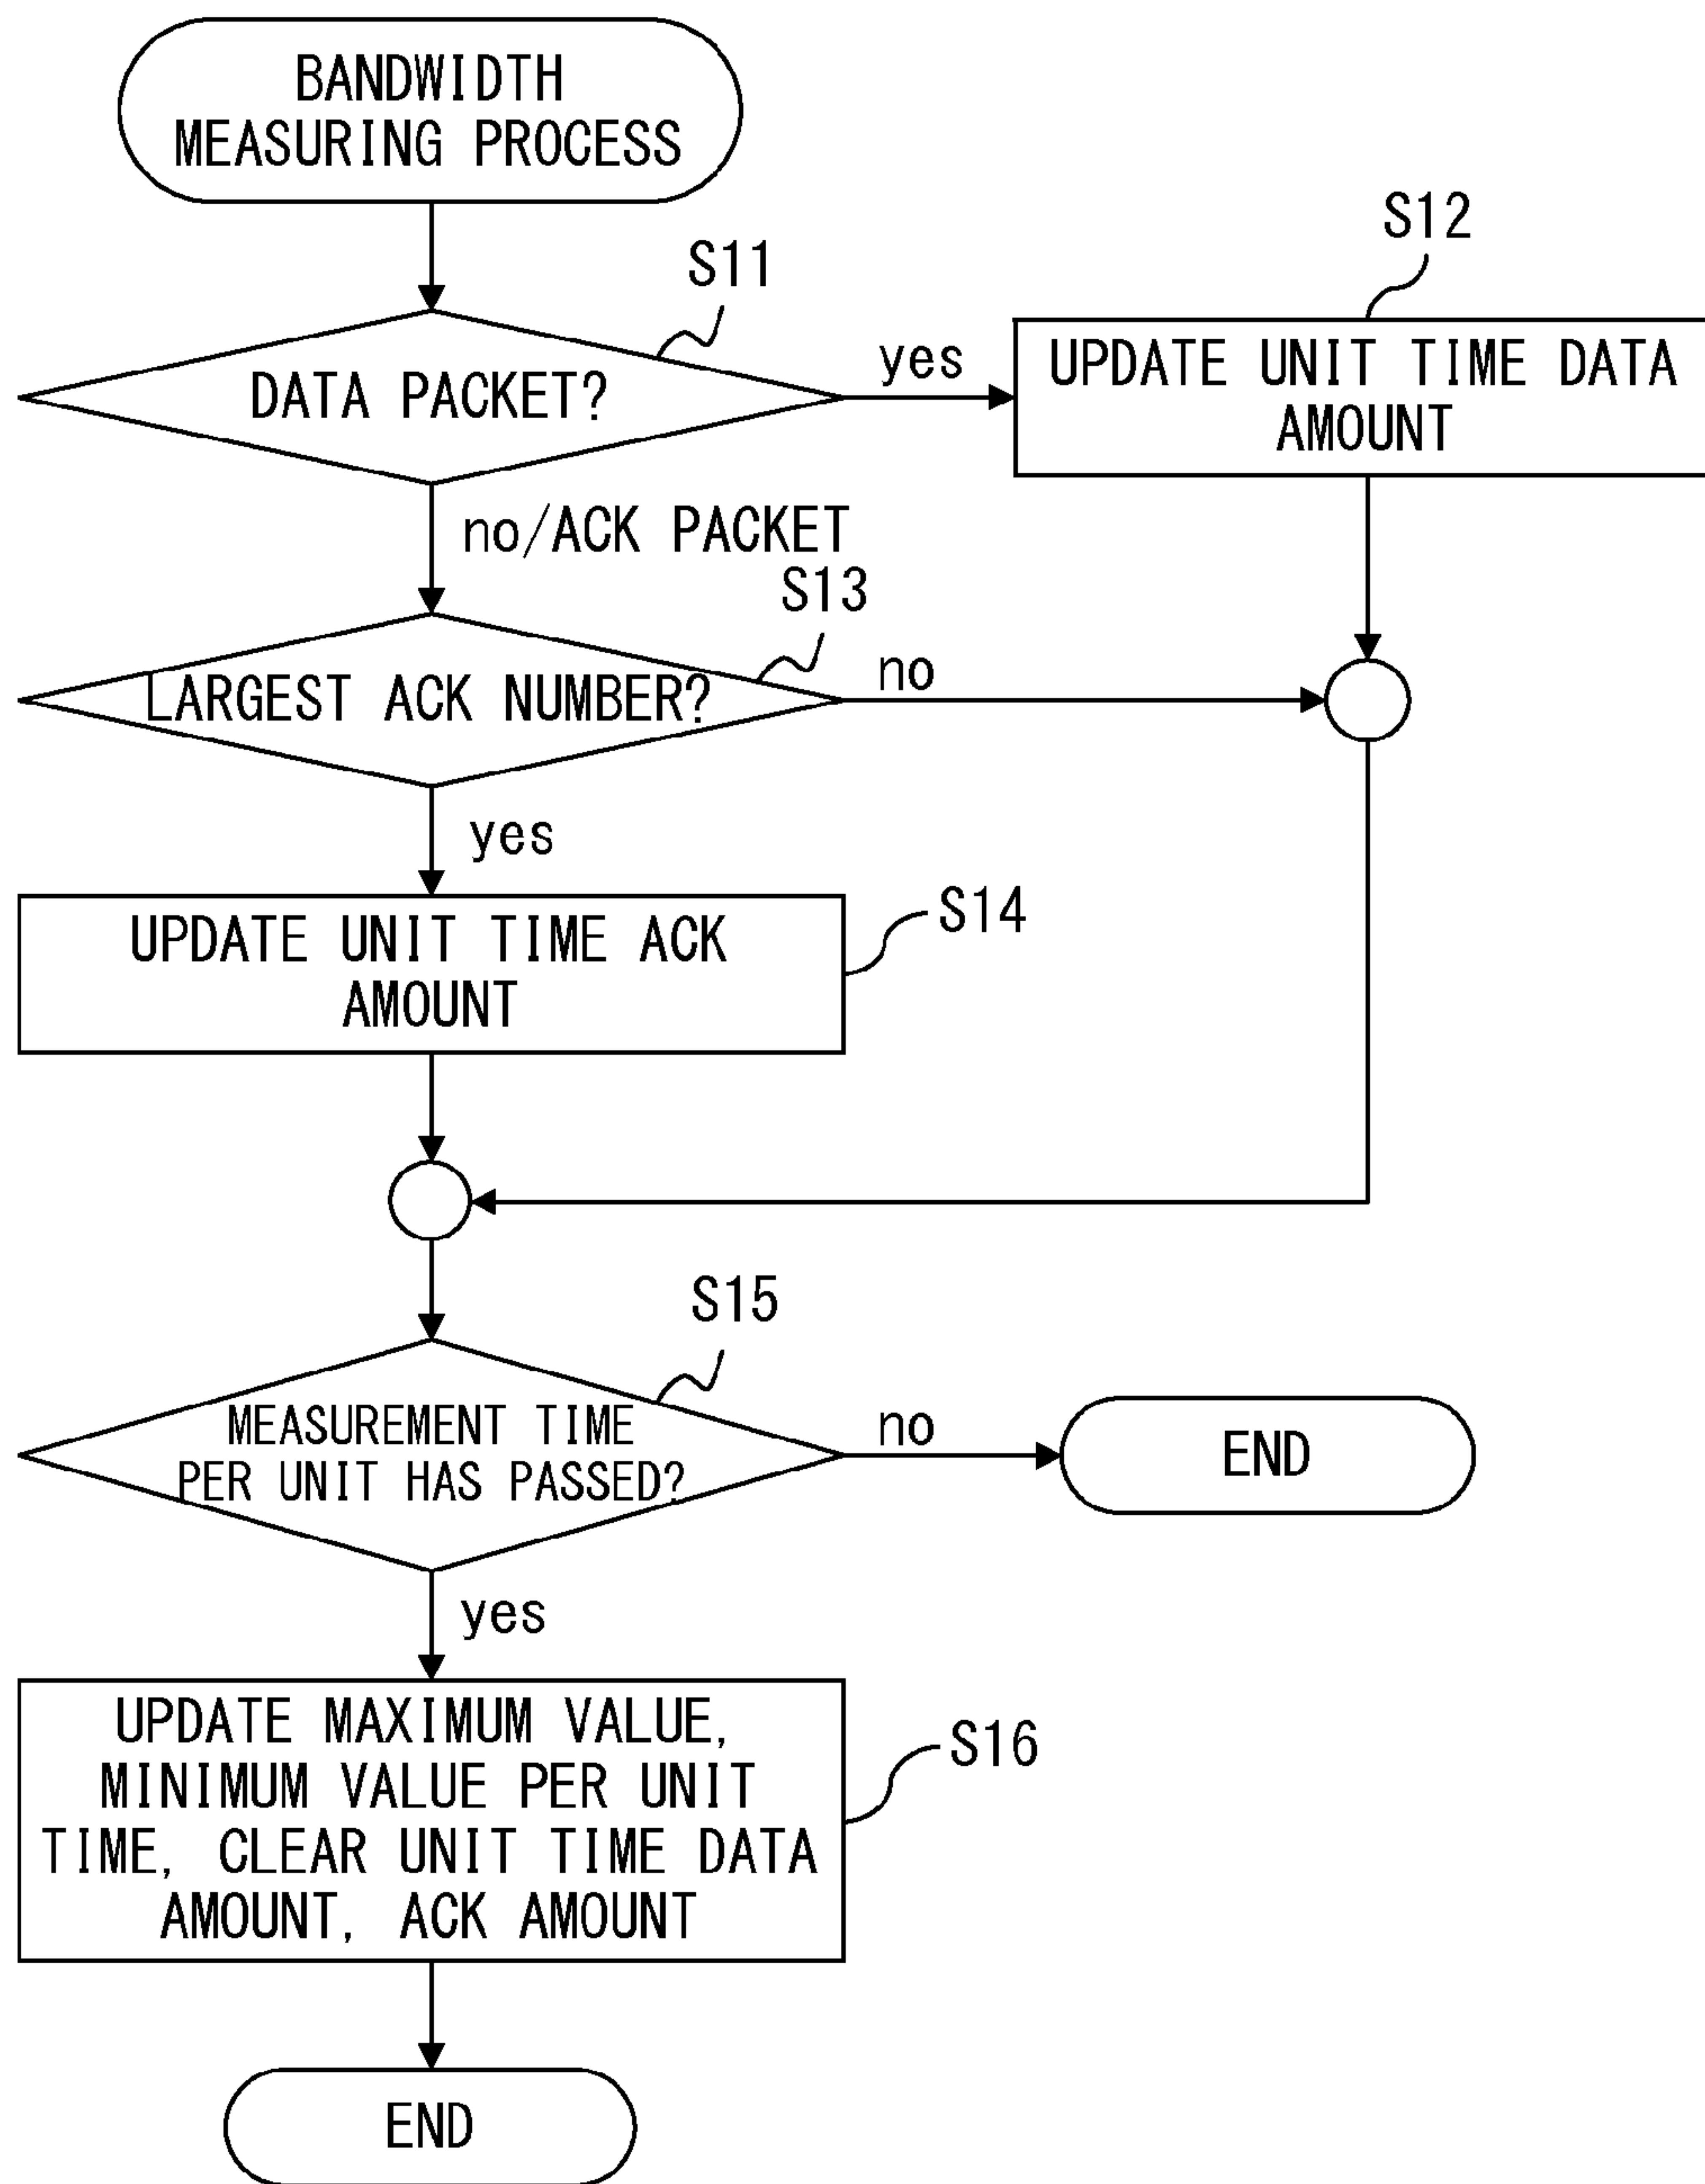 BANDWIDTH
MEASURING PROCESS
S11
S12
DATA PACKET?
yes
UPDATE UNIT TIME DATA
AMOUNT
no/ACK PACKET
S13
LARGEST ACK NUMBER?
no
yes
UPDATE UNIT TIME ACK
AMOUNT
S14
S15
MEASUREMENT TIME
PER UNIT HAS PASSED?
no
END
yes
UPDATE MAXIMUM VALUE,
MINIMUM VALUE PER UNIT
TIME, CLEAR UNIT TIME DATA
AMOUNT, ACK AMOUNT
S16
END